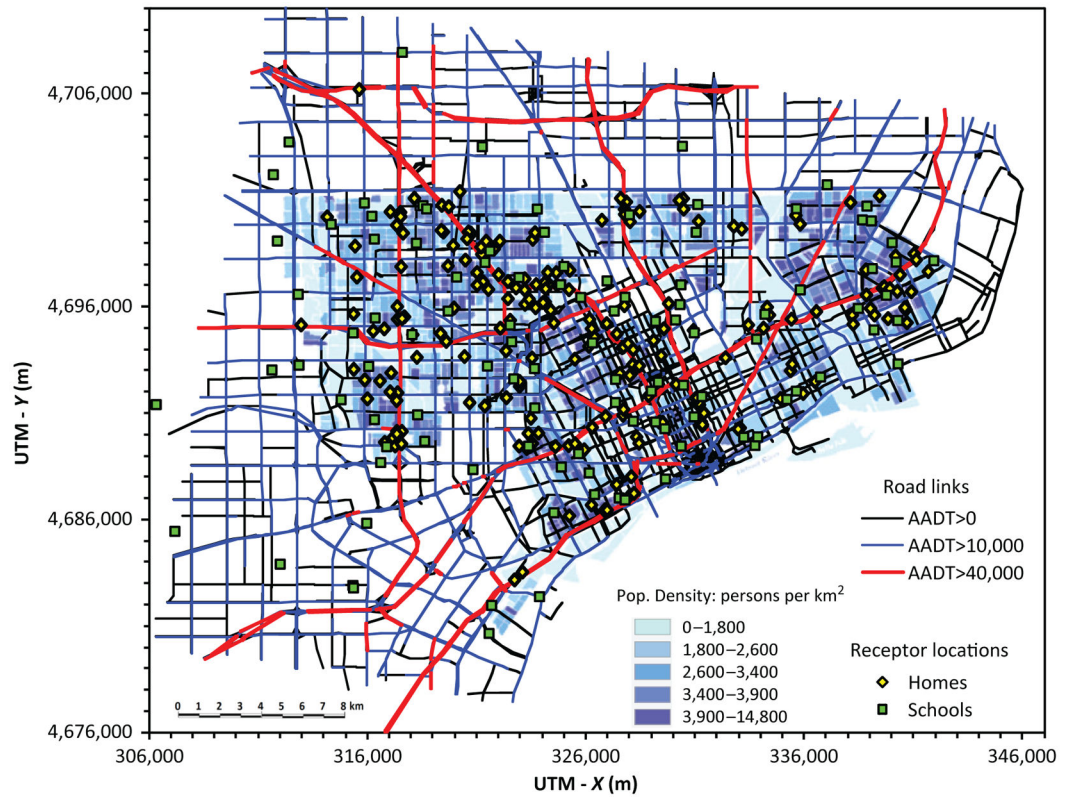 4,706,000
4,696,000
4,686,000
4,676,000
UTM - Y (m)
306,000
316,000
326,000
336,000
346,000
UTM - X (m)
0 1 2 3 4 5 6 7 8 km
Road links
AADT>0
AADT>10,000
AADT>40,000
Pop. Density: persons per km²
0–1,800
1,800–2,600
2,600–3,400
3,400–3,900
3,900–14,800
Receptor locations
Homes
Schools